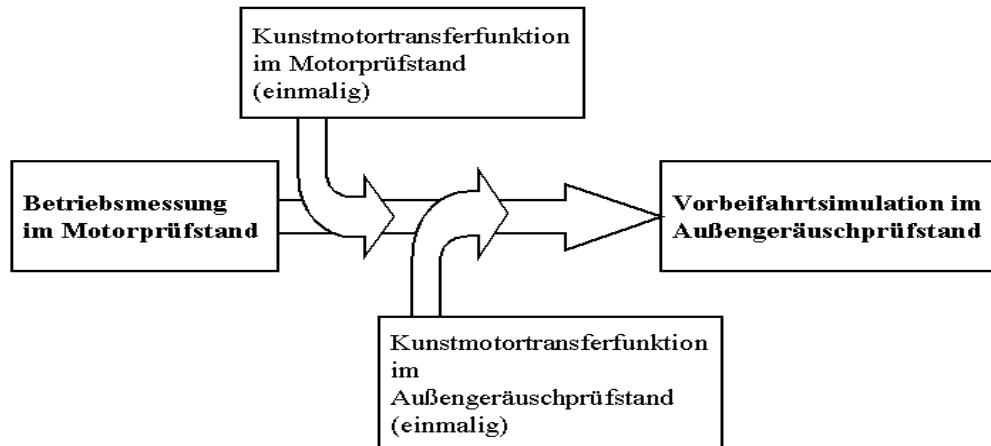 Kunstmotortransferfunktion
im Motorprüfstand
(einmalig)
Betriebsmessung
im Motorprüfstand
Vorbeifahrtsimulation im
Außengeräuschprüfstand
Kunstmotortransferfunktion
im
Außengeräuschprüfstand
(einmalig)